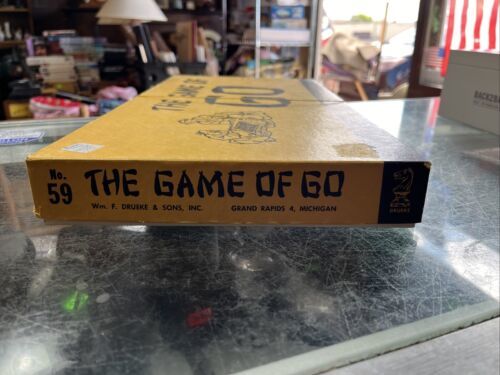 THE GAME OF
GO
No.
59
THE GAME OF GO
Wm. F. DRUEKE & SONS, INC. GRAND RAPIDS 4, MICHIGAN
DRUEKE